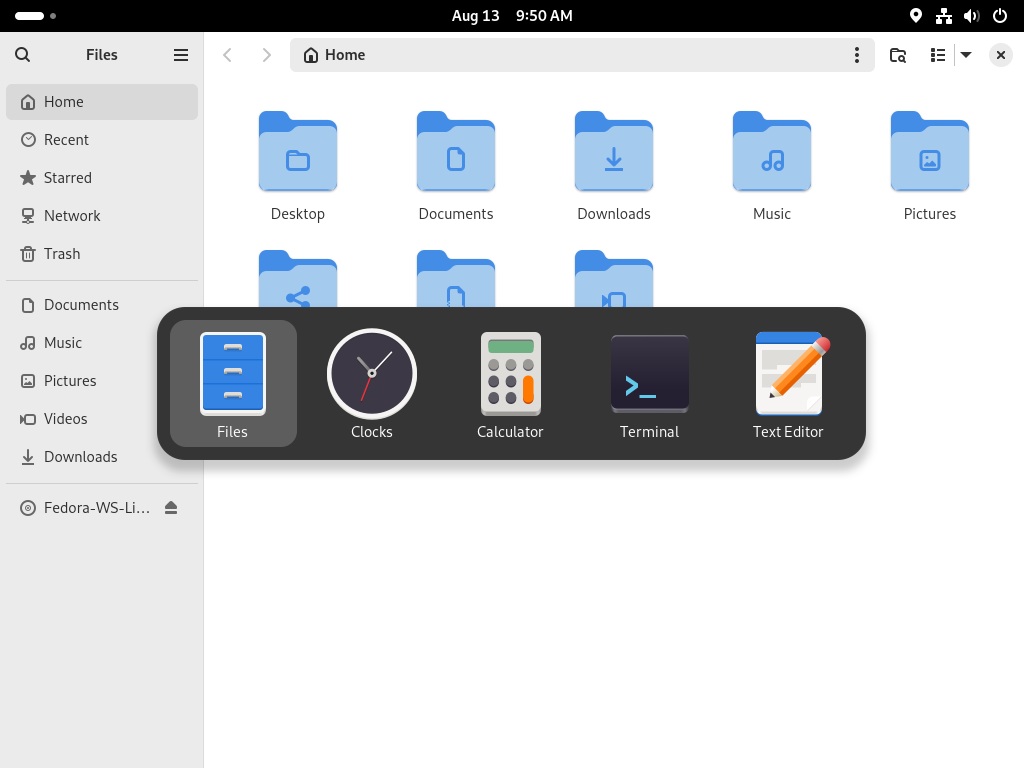 Aug 13 9:50 AM
Files
Home
Home
Recent
Starred
Network
Trash
Documents
Music
Pictures
Videos
Downloads
Fedora-WS-Li…
Desktop
Documents
Downloads
Music
Pictures
Files
Clocks
Calculator
>_
Terminal
Text Editor